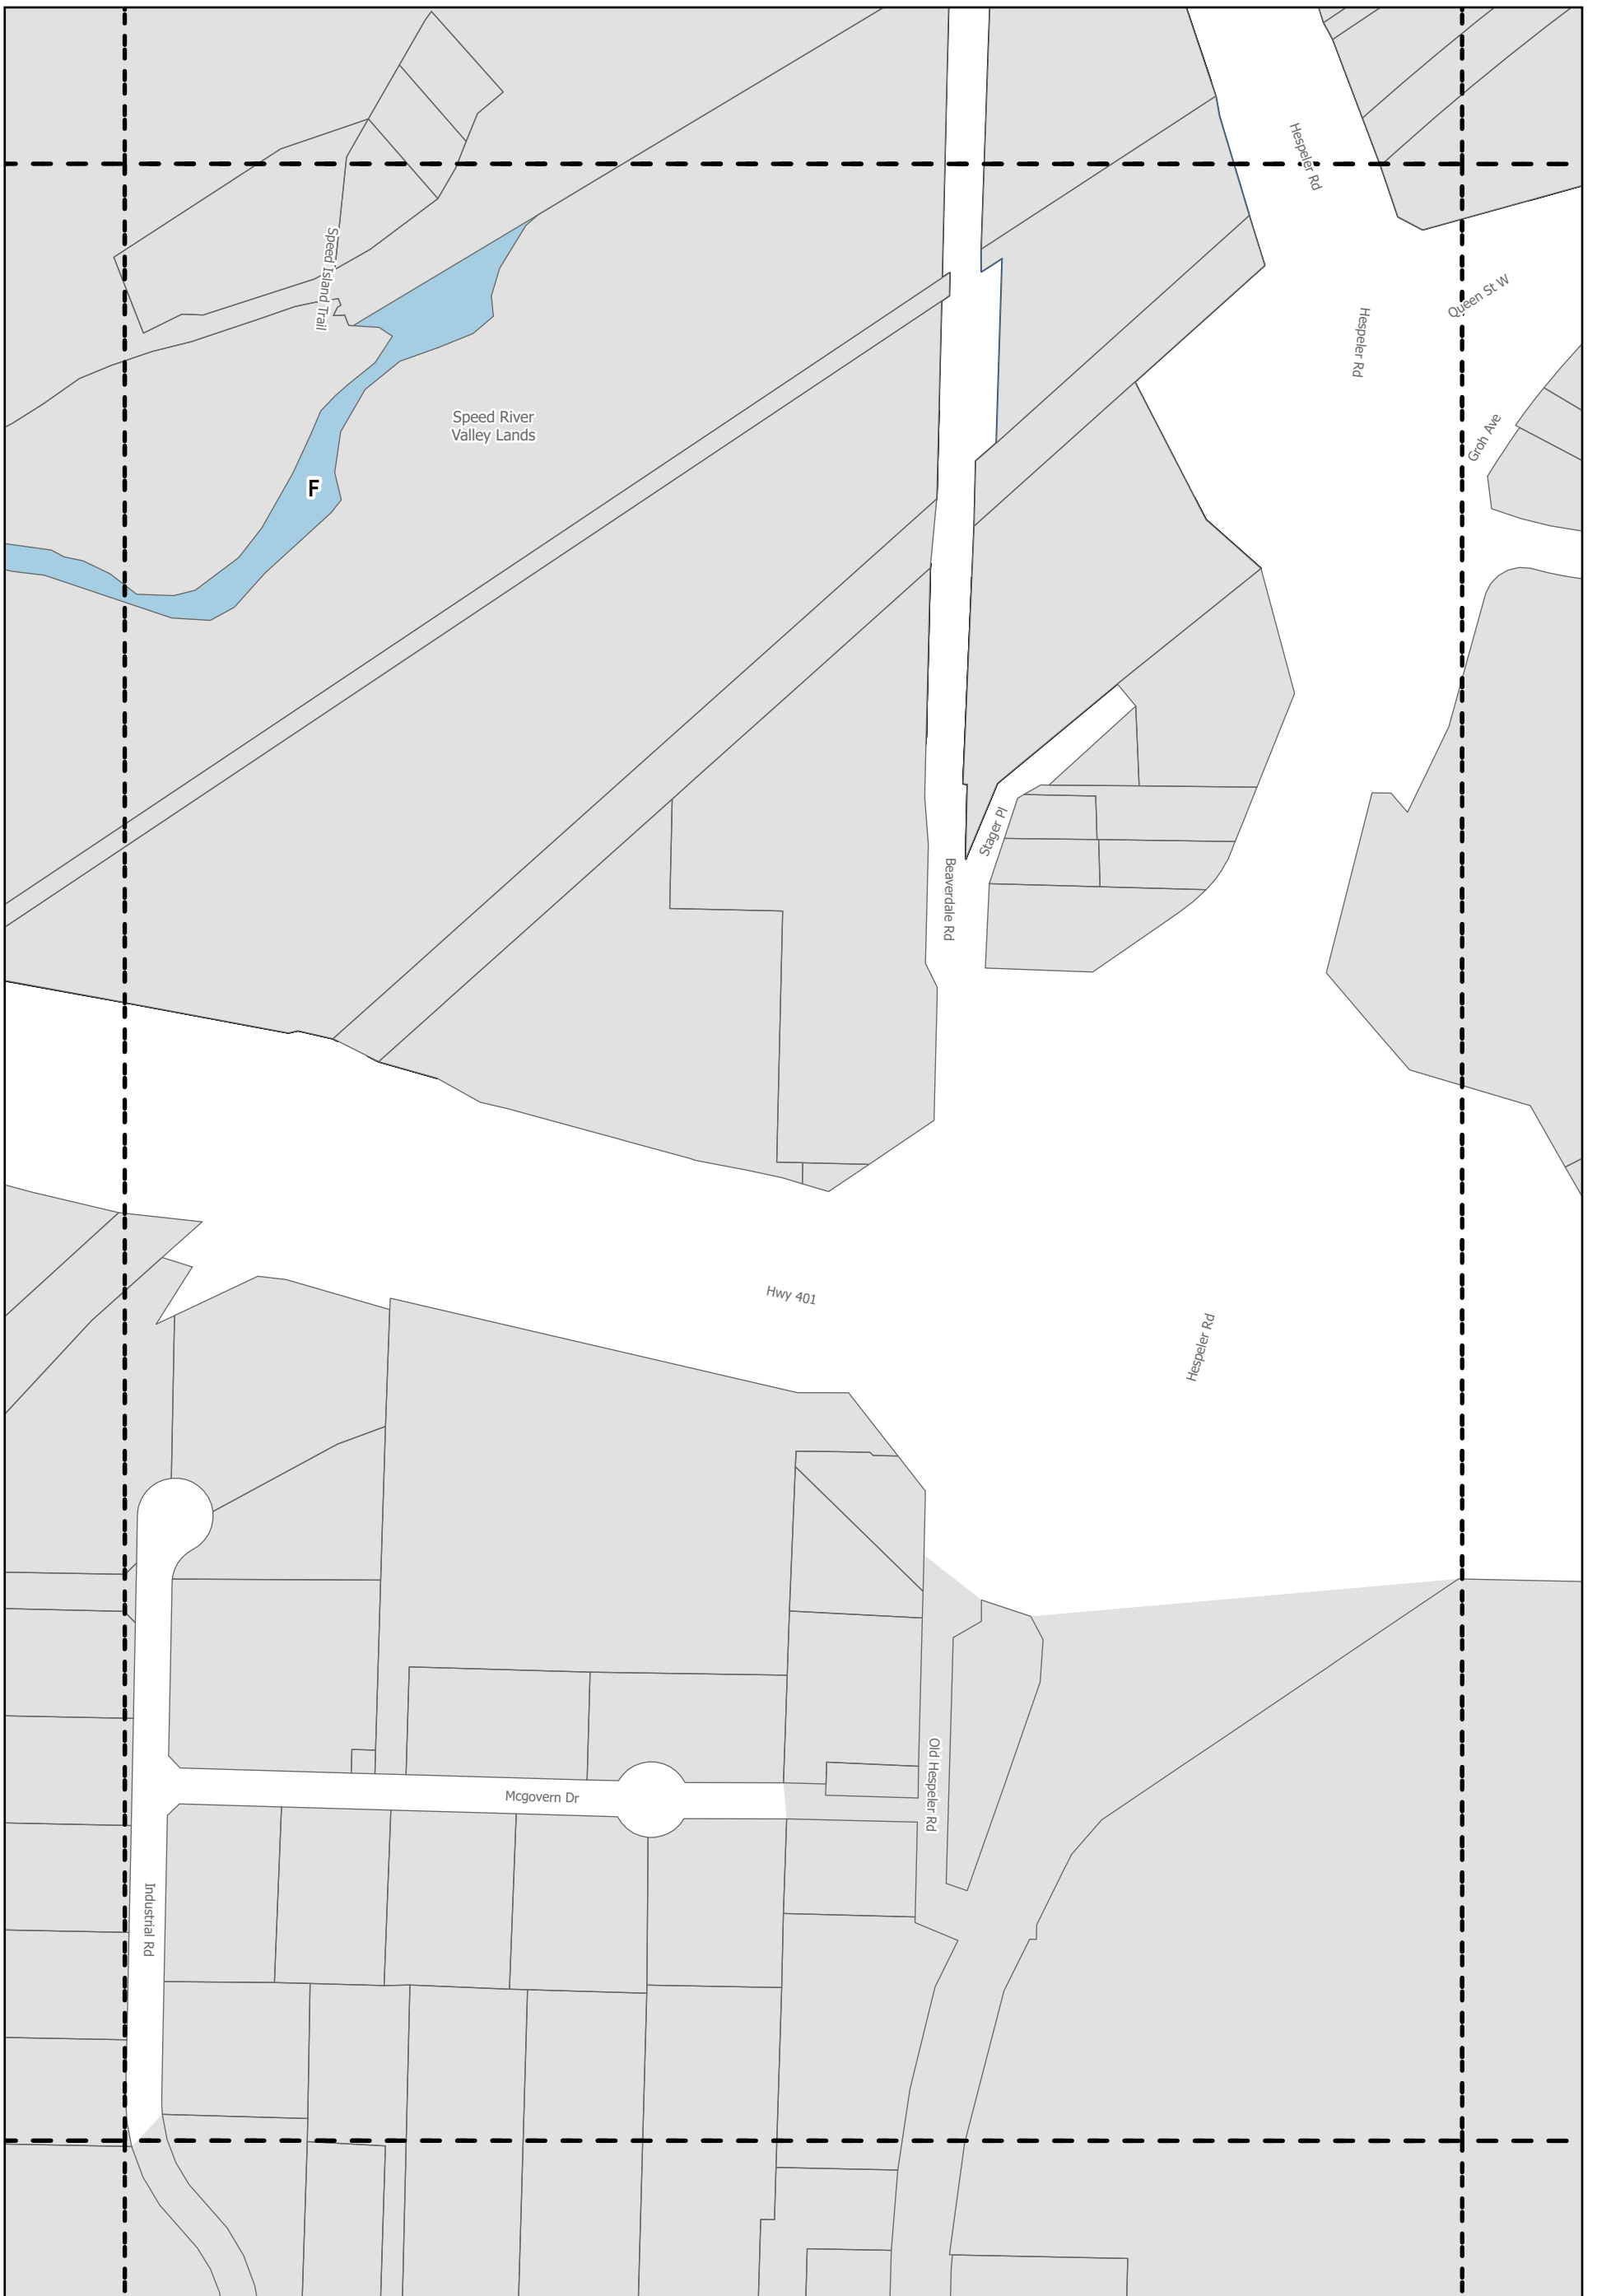 Hespeler Rd
Speed Island Trail
Queen St W
Hespeler Rd
Speed River
Valley Lands
Groh Ave
F
Stager Pl
Beaverdale Rd
Hwy 401
Hespeler Rd
Old Hespeler Rd
Mcgovern Dr
Industrial Rd